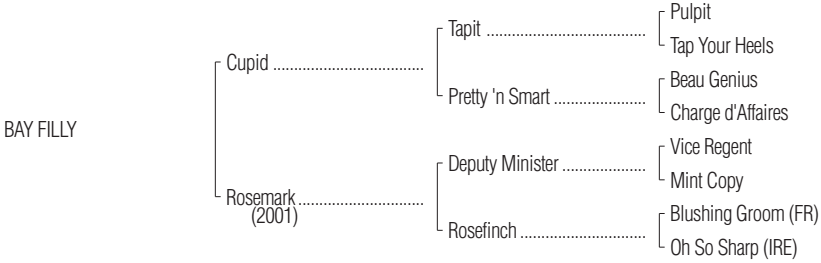 Pulpit
Tapit ....................................
Tap Your Heels
Cupid ..................................
Beau Genius
Pretty 'n Smart .....................
Charge d'Affaires
BAY FILLY
Vice Regent
Deputy Minister ...................
Mint Copy
Rosemark............................
(2001)
Blushing Groom (FR)
Rosefinch ............................
Oh So Sharp (IRE)